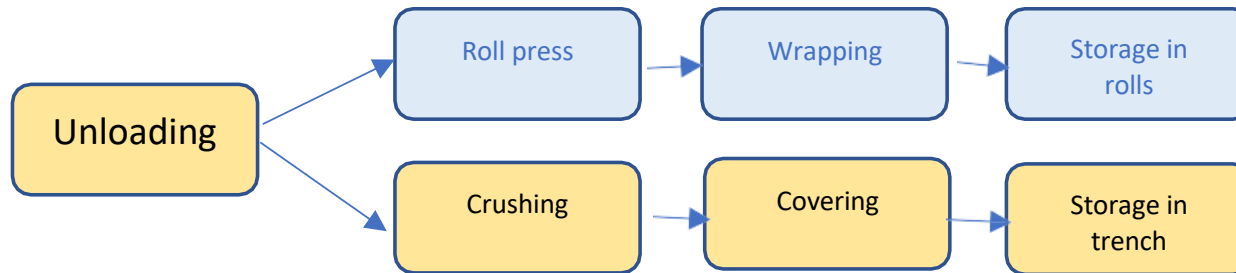 Unloading
Roll press
Wrapping
Storage in
rolls
Crushing
Covering
Storage in
trench